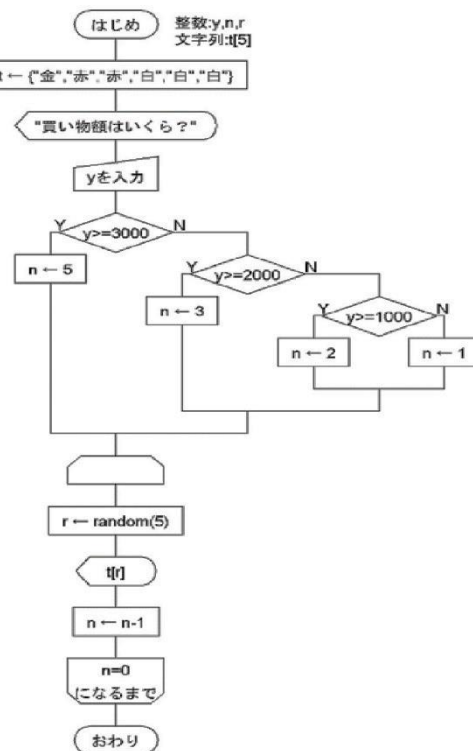 はじめ
整数:y,n,r
文字列:t[5]
t ← {"金","赤","赤","白","白","白"}
"買い物額はいくら？"
yを入力
Y
y>=3000
N
n ← 5
Y
y>=2000
N
n ← 3
Y
y>=1000
N
n ← 2
n ← 1
r ← random(5)
t[r]
n ← n-1
n=0
になるまで
おわり